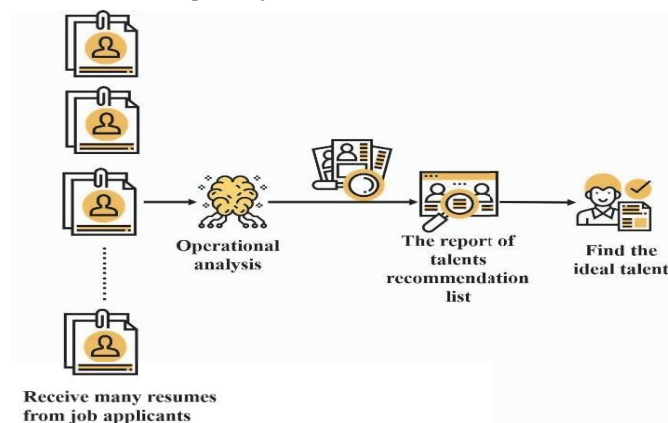 Operational
analysis
The report of
talents
recommendation
list
Find the
ideal talent
Receive many resumes
from job applicants